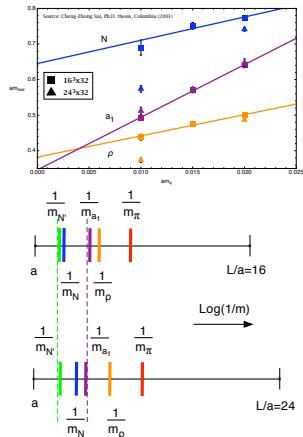 Source: Cheng-Zhong Sui, Ph.D. thesis, Columbia (2001)
0.8
0.7
0.6
0.5
0.4
am_had
N
a₁
ρ
16³x32
24³x32
0.000 0.005 0.010 0.015 0.020 0.025
am_q
1/m_N' 1/m_a₁ 1/m_π
a L/a=16
1/m_N 1/m_ρ
Log(1/m)
1/m_N' 1/m_a₁ 1/m_π
a L/a=24
1/m_N 1/m_ρ